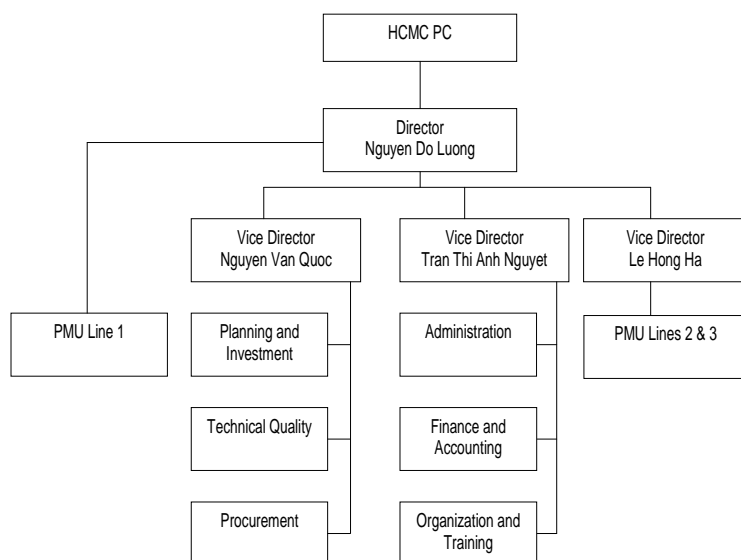 HCMC PC
Director
Nguyen Do Luong
Vice Director
Nguyen Van Quoc
Vice Director
Tran Thi Anh Nguyet
Vice Director
Le Hong Ha
PMU Line 1
Planning and
Investment
Administration
PMU Lines 2 & 3
Technical Quality
Finance and
Accounting
Procurement
Organization and
Training